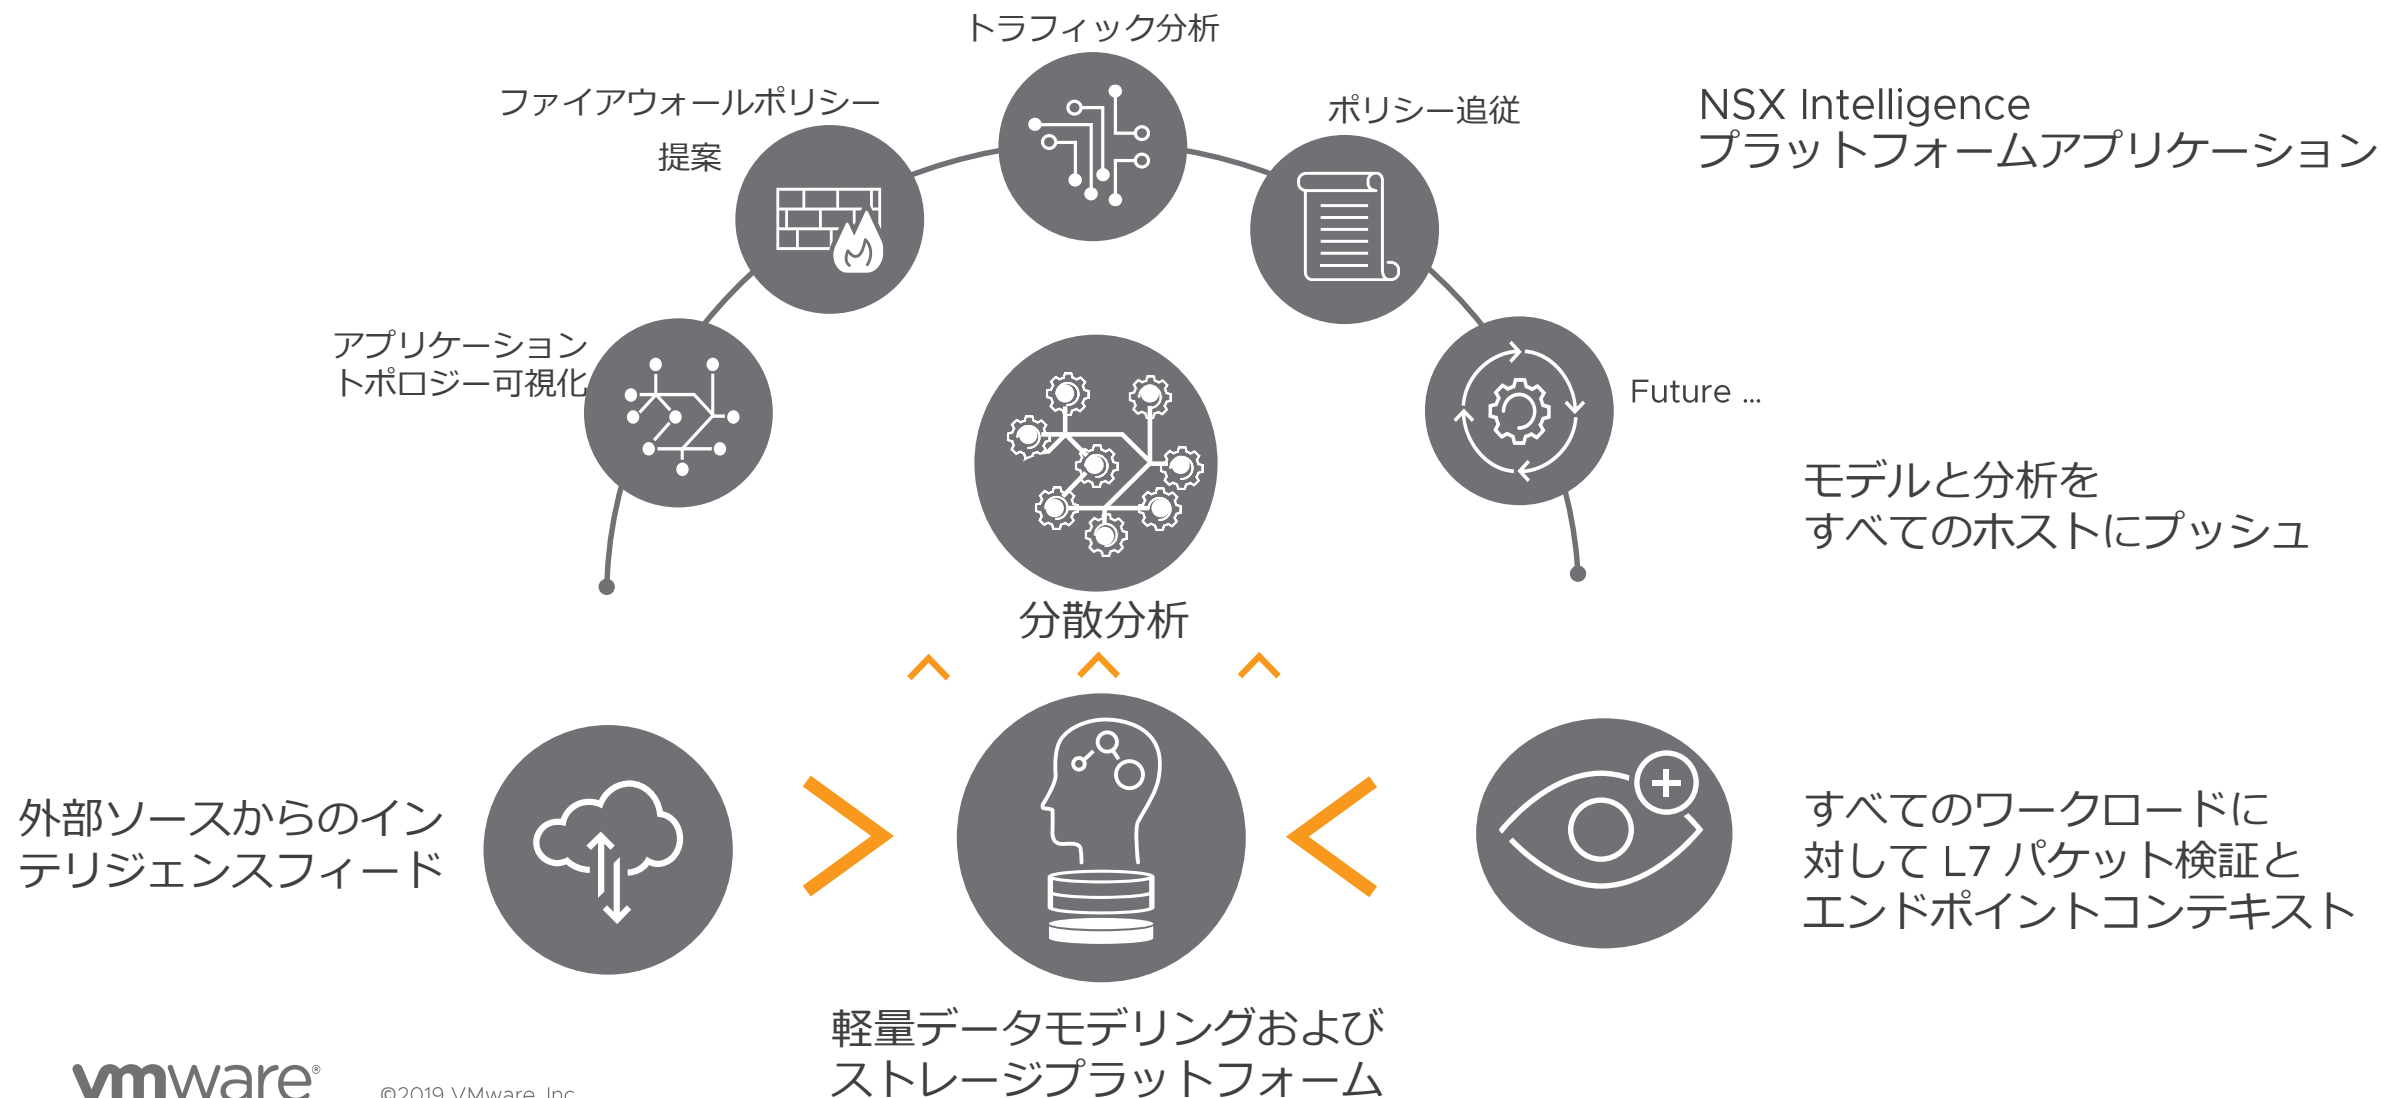 トラフィック分析
ファイアウォールポリシー
提案
ポリシー追従
NSX Intelligence
プラットフォームアプリケーション
アプリケーション
トポロジー可視化
Future ...
モデルと分析を
すべてのホストにプッシュ
分散分析
外部ソースからのイン
テリジェンスフィード
すべてのワークロードに
対して L7 パケット検証と
エンドポイントコンテキスト
軽量データモデリングおよび
ストレージプラットフォーム
vmware®
©2019 VMware, Inc.